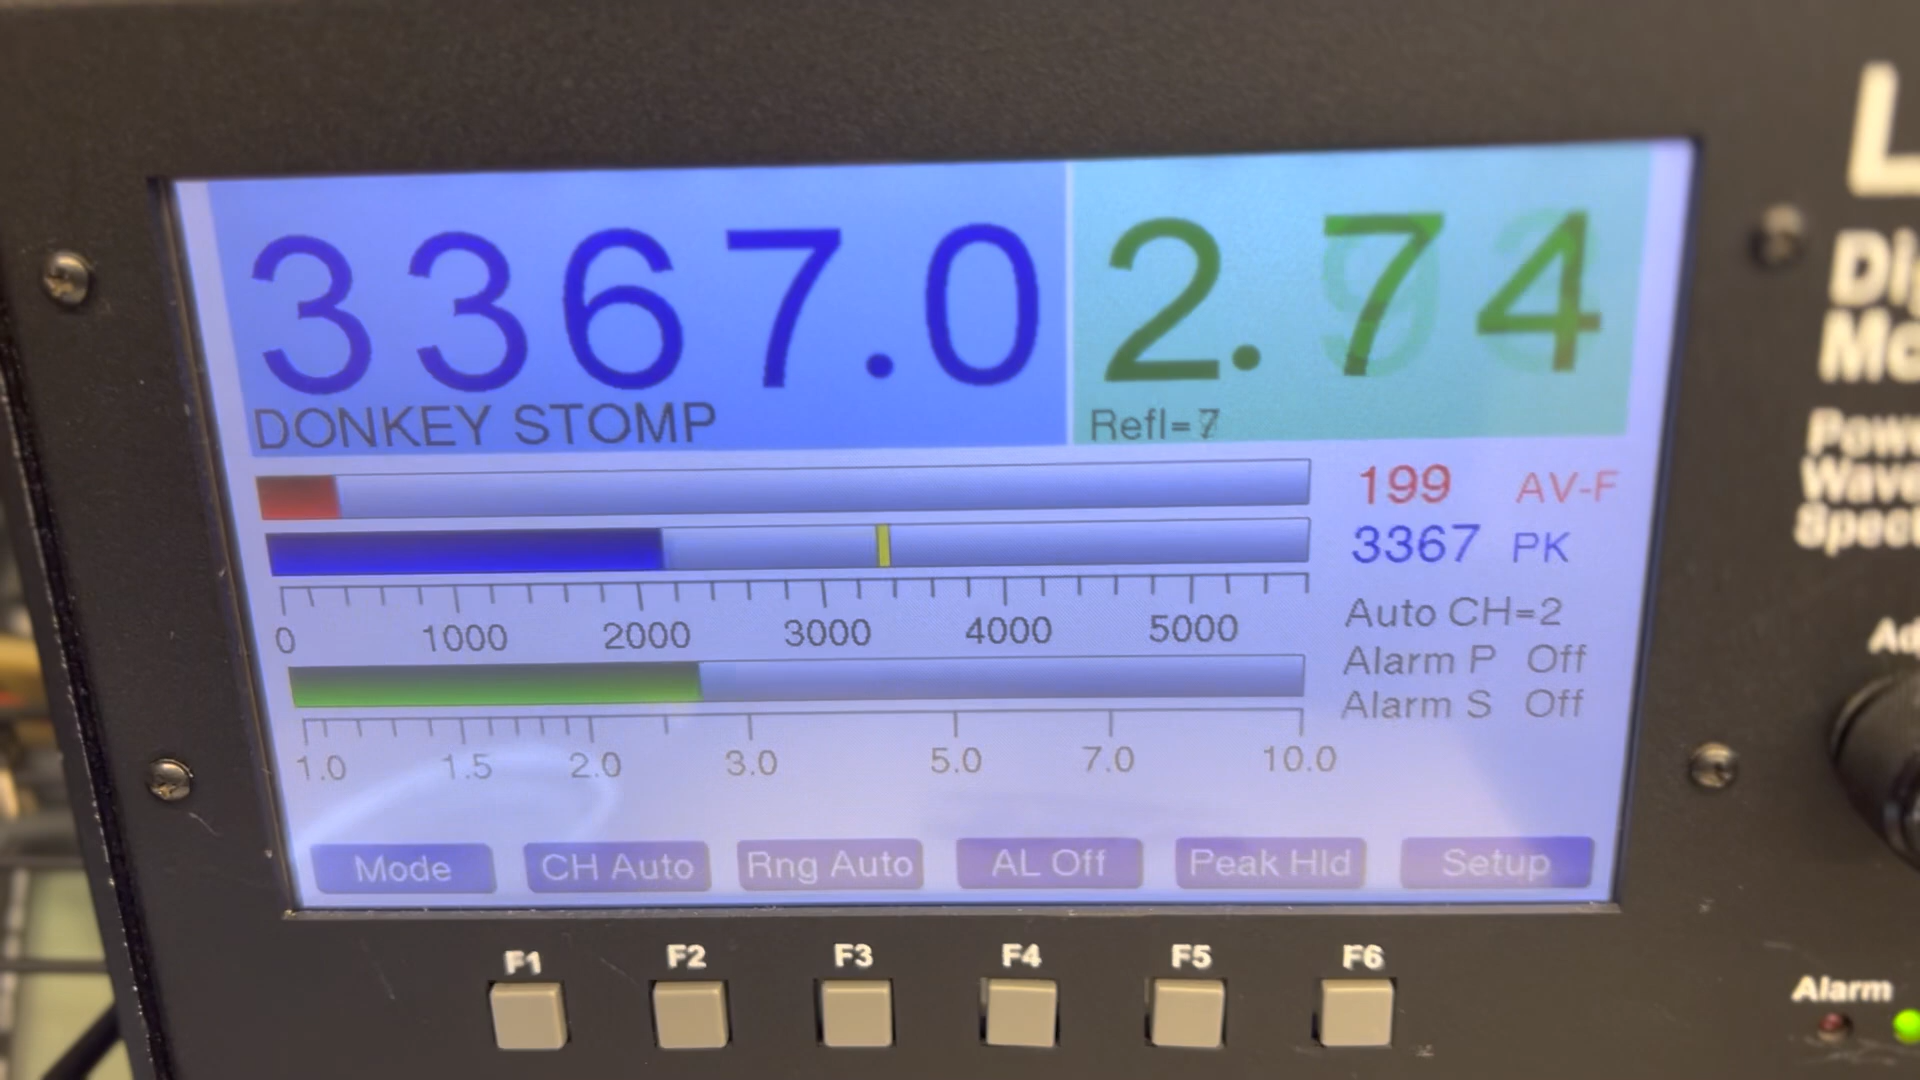 3367.0 2.74
DONKEY STOMP Refl=7
199 AV-F
3367 PK
0 1000 2000 3000 4000 5000
Auto CH=2
Alarm P Off
Alarm S Off
1.0 1.5 2.0 3.0 5.0 7.0 10.0
Mode CH Auto Rng Auto AL Off Peak Hld Setup
F1 F2 F3 F4 F5 F6
Alarm